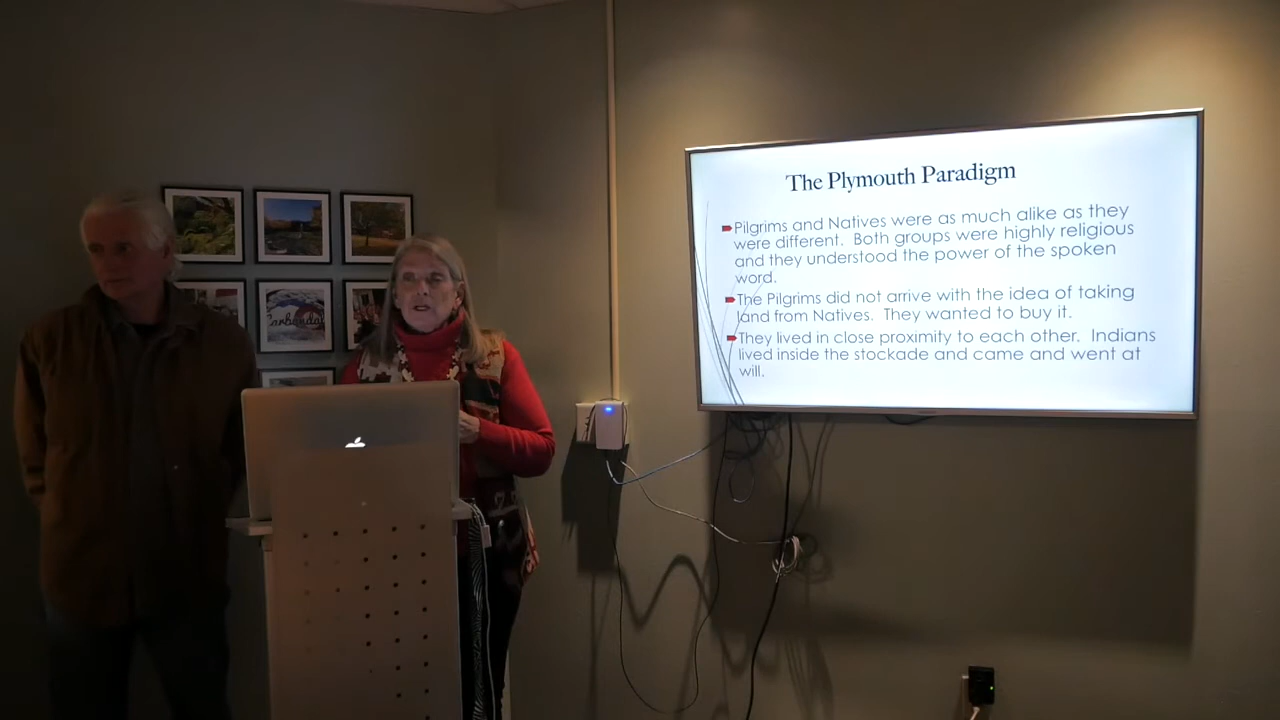 The Plymouth Paradigm
Pilgrims and Natives were as much alike as they
were different. Both groups were highly religious
and they understood the power of the spoken
word.
The Pilgrims did not arrive with the idea of taking
land from Natives. They wanted to buy it.
They lived in close proximity to each other. Indians
lived inside the stockade and came and went at
will.